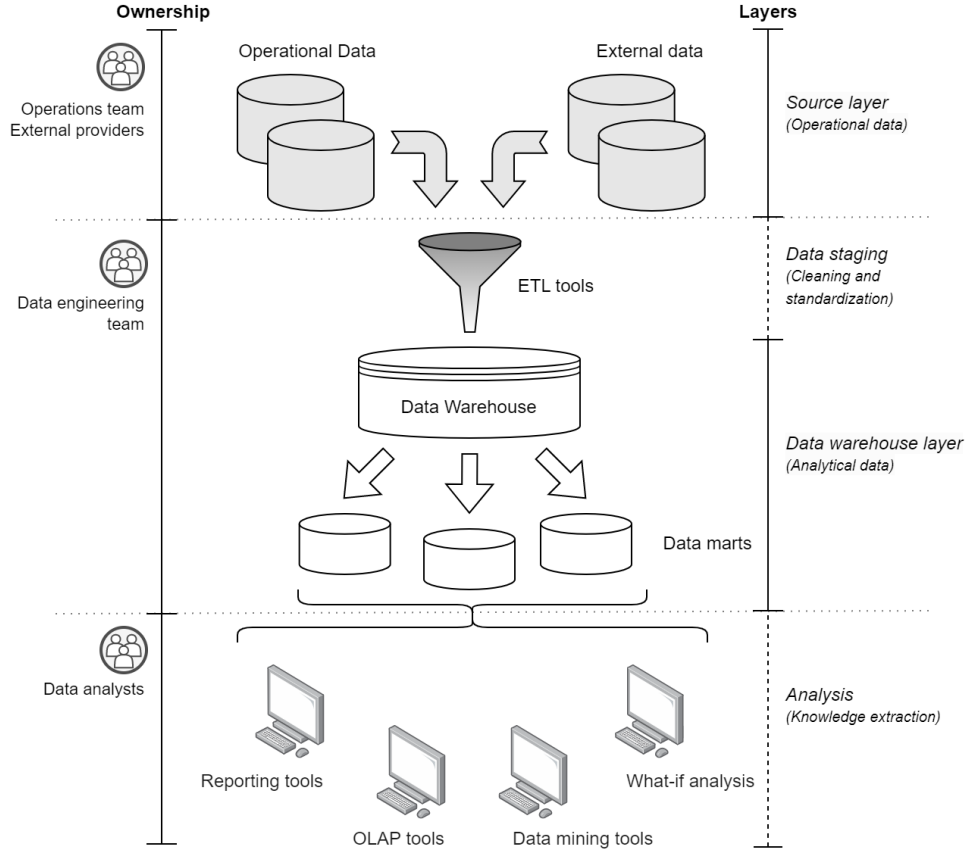 Ownership
Layers
Operational Data
External data
Operations team
External providers
Source layer
(Operational data)
Data engineering
team
ETL tools
Data staging
(Cleaning and
standardization)
Data Warehouse
Data warehouse layer
(Analytical data)
Data marts
Data analysts
Analysis
(Knowledge extraction)
Reporting tools
What-if analysis
OLAP tools
Data mining tools